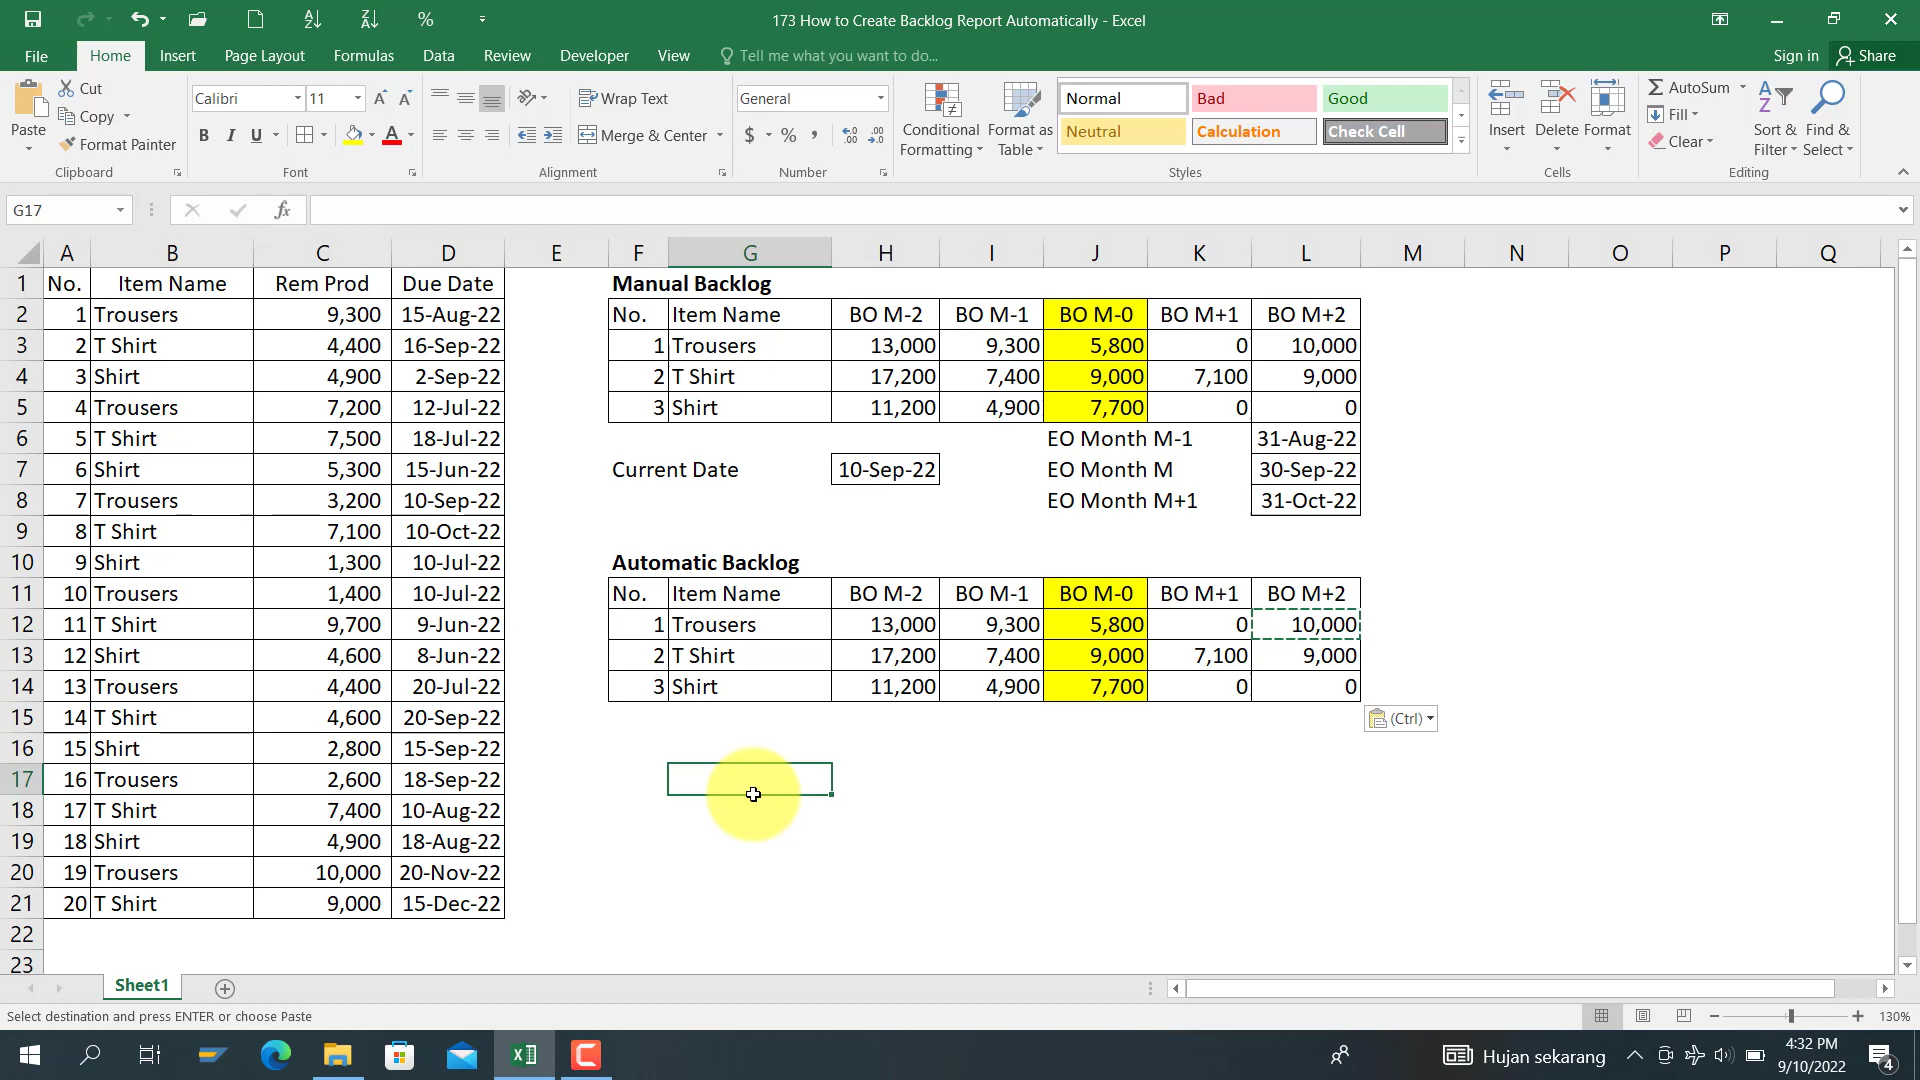 173 How to Create Backlog Report Automatically - Excel
File Home Insert Page Layout Formulas Data Review Developer View Tell me what you want to do... Sign in Share
Paste Cut Copy Format Painter Clipboard
Calibri 11 B I U A A Font
Wrap Text Merge & Center Alignment
General $ % , Number
Conditional Formatting Format as Table
Normal Bad Good
Neutral Calculation Check Cell
Styles
Insert Delete Format Cells
AutoSum Fill Clear Sort & Filter Find & Select Editing
G17 fx
A B C D E F G H I J K L M N O P Q
1 No. Item Name Rem Prod Due Date Manual Backlog
2 1 Trousers 9,300 15-Aug-22 No. Item Name BO M-2 BO M-1 BO M-0 BO M+1 BO M+2
3 2 T Shirt 4,400 16-Sep-22 1 Trousers 13,000 9,300 5,800 0 10,000
4 3 Shirt 4,900 2-Sep-22 2 T Shirt 17,200 7,400 9,000 7,100 9,000
5 4 Trousers 7,200 12-Jul-22 3 Shirt 11,200 4,900 7,700 0 0
6 5 T Shirt 7,500 18-Jul-22 EO Month M-1 31-Aug-22
7 6 Shirt 5,300 15-Jun-22 Current Date 10-Sep-22 EO Month M 30-Sep-22
8 7 Trousers 3,200 10-Sep-22 EO Month M+1 31-Oct-22
9 8 T Shirt 7,100 10-Oct-22
10 9 Shirt 1,300 10-Jul-22 Automatic Backlog
11 10 Trousers 1,400 10-Jul-22 No. Item Name BO M-2 BO M-1 BO M-0 BO M+1 BO M+2
12 11 T Shirt 9,700 9-Jun-22 1 Trousers 13,000 9,300 5,800 0 10,000
13 12 Shirt 4,600 8-Jun-22 2 T Shirt 17,200 7,400 9,000 7,100 9,000
14 13 Trousers 4,400 20-Jul-22 3 Shirt 11,200 4,900 7,700 0 0
15 14 T Shirt 4,600 20-Sep-22 (Ctrl)
16 15 Shirt 2,800 15-Sep-22
17 16 Trousers 2,600 18-Sep-22
18 17 T Shirt 7,400 10-Aug-22
19 18 Shirt 4,900 18-Aug-22
20 19 Trousers 10,000 20-Nov-22
21 20 T Shirt 9,000 15-Dec-22
22
23
Sheet1
Select destination and press ENTER or choose Paste 130%
Hujan sekarang 4:32 PM
9/10/2022 4